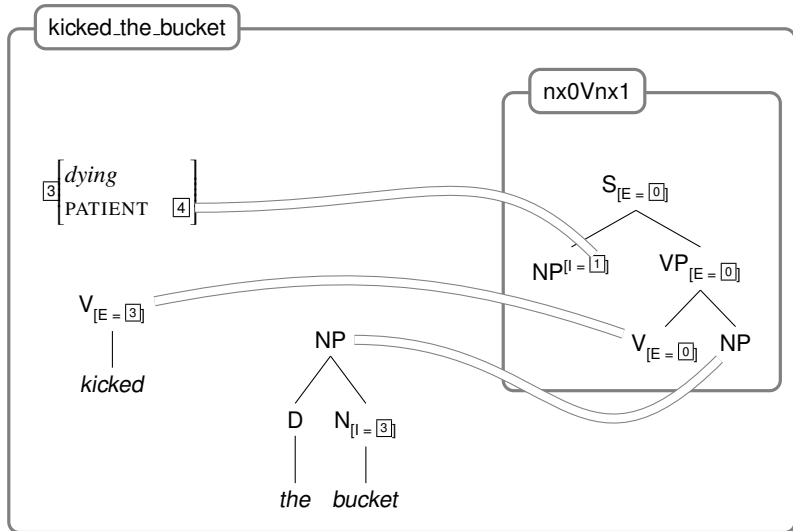 kicked_the_bucket
nx0Vnx1
3 dying
PATIENT 4
S[E = 0]
NP[I = 1] VP[E = 0]
V[E = 3]
NP
V[E = 0] NP
kicked
D N[I = 3]
the bucket